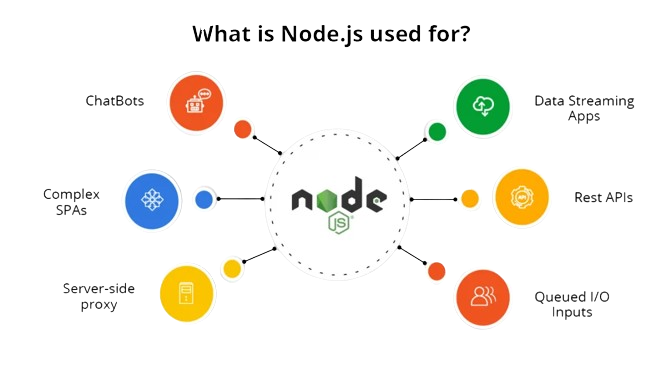 What is Node.js used for?
ChatBots
Data Streaming
Apps
Complex
SPAs
node
JS
Rest APIs
API
Server-side
proxy
Queued I/O
Inputs